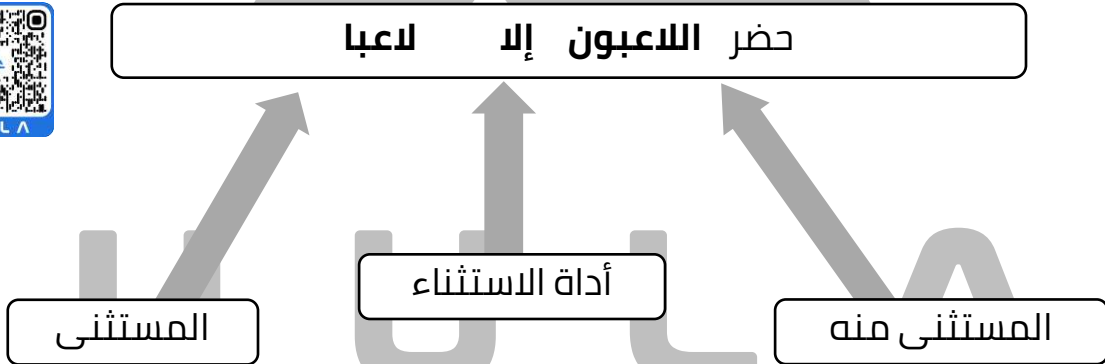 حضر اللاعبون إلا لاعبا
أداة الاستثناء
المستثنى منه
المستثنى
U U L A